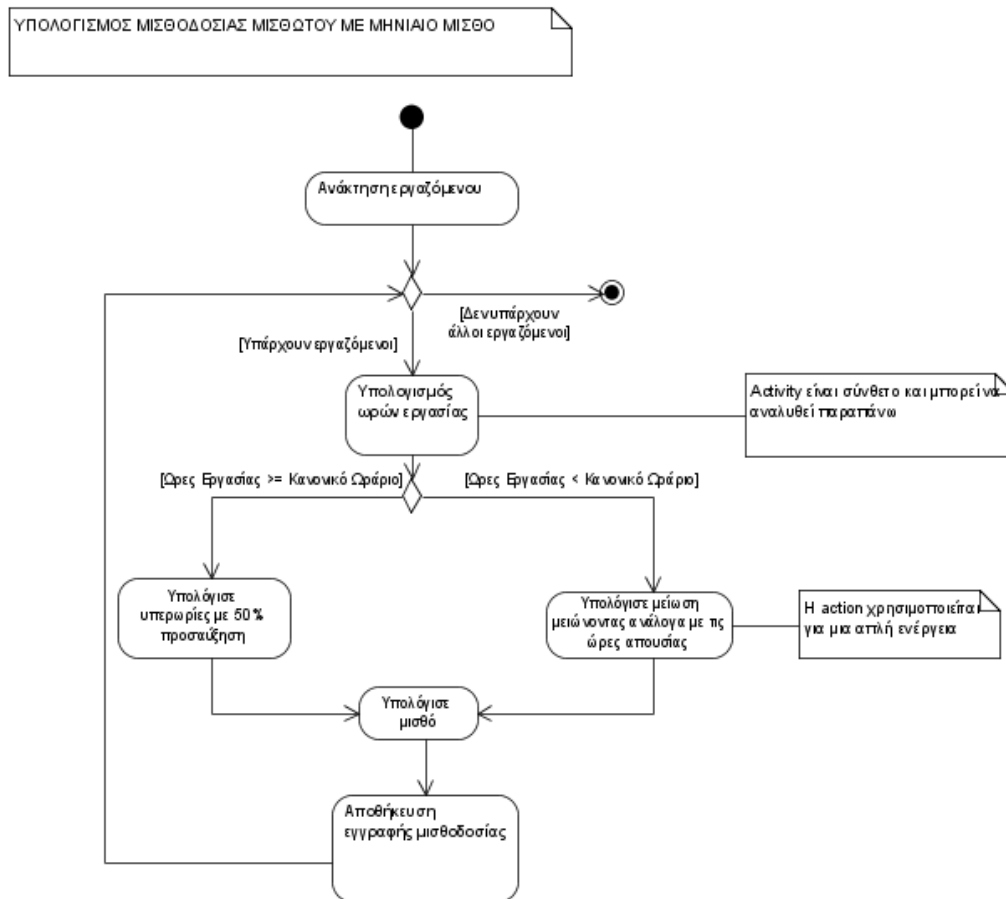 ΥΠΟΛΟΓΙΣΜΟΣ ΜΙΣΘΟΔΟΣΙΑΣ ΜΙΣΘΩΤΟΥ ΜΕ ΜΗΝΙΑΙΟ ΜΙΣΘΟ
Ανάκτηση εργαζόμενου
[Δεν υπάρχουν
άλλοι εργαζόμενοι]
[Υπάρχουν εργαζόμενοι]
Υπολογισμός
ωρών εργασίας
Activity είναι σύνθετο και μπορεί να
αναλυθεί παραπάνω
[Ωρες Εργασίας >= Κανονικό Ωράριο]
[Ωρες Εργασίας < Κανονικό Ωράριο]
Υπολόγισε
υπερωρίες με 50%
προσαύξηση
Υπολόγισε μείωση
μειώνοντας ανάλογα με τις
ώρες απουσίας
Η action χρησιμοποιείται
για μια απλή ενέργεια
Υπολόγισε
μισθό
Αποθήκευση
εγγραφής μισθοδοσίας